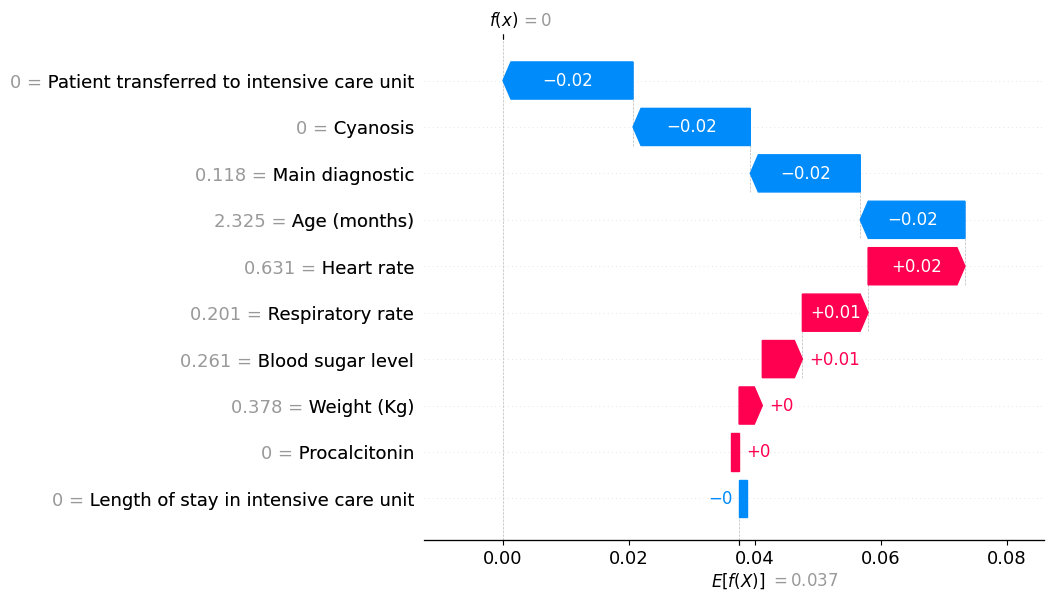 f(x) = 0
0 = Patient transferred to intensive care unit −0.02
0 = Cyanosis −0.02
0.118 = Main diagnostic −0.02
2.325 = Age (months) −0.02
0.631 = Heart rate +0.02
0.201 = Respiratory rate +0.01
0.261 = Blood sugar level +0.01
0.378 = Weight (Kg) +0
0 = Procalcitonin +0
0 = Length of stay in intensive care unit −0
0.00 0.02 0.04 0.06 0.08
E[f(X)] = 0.037